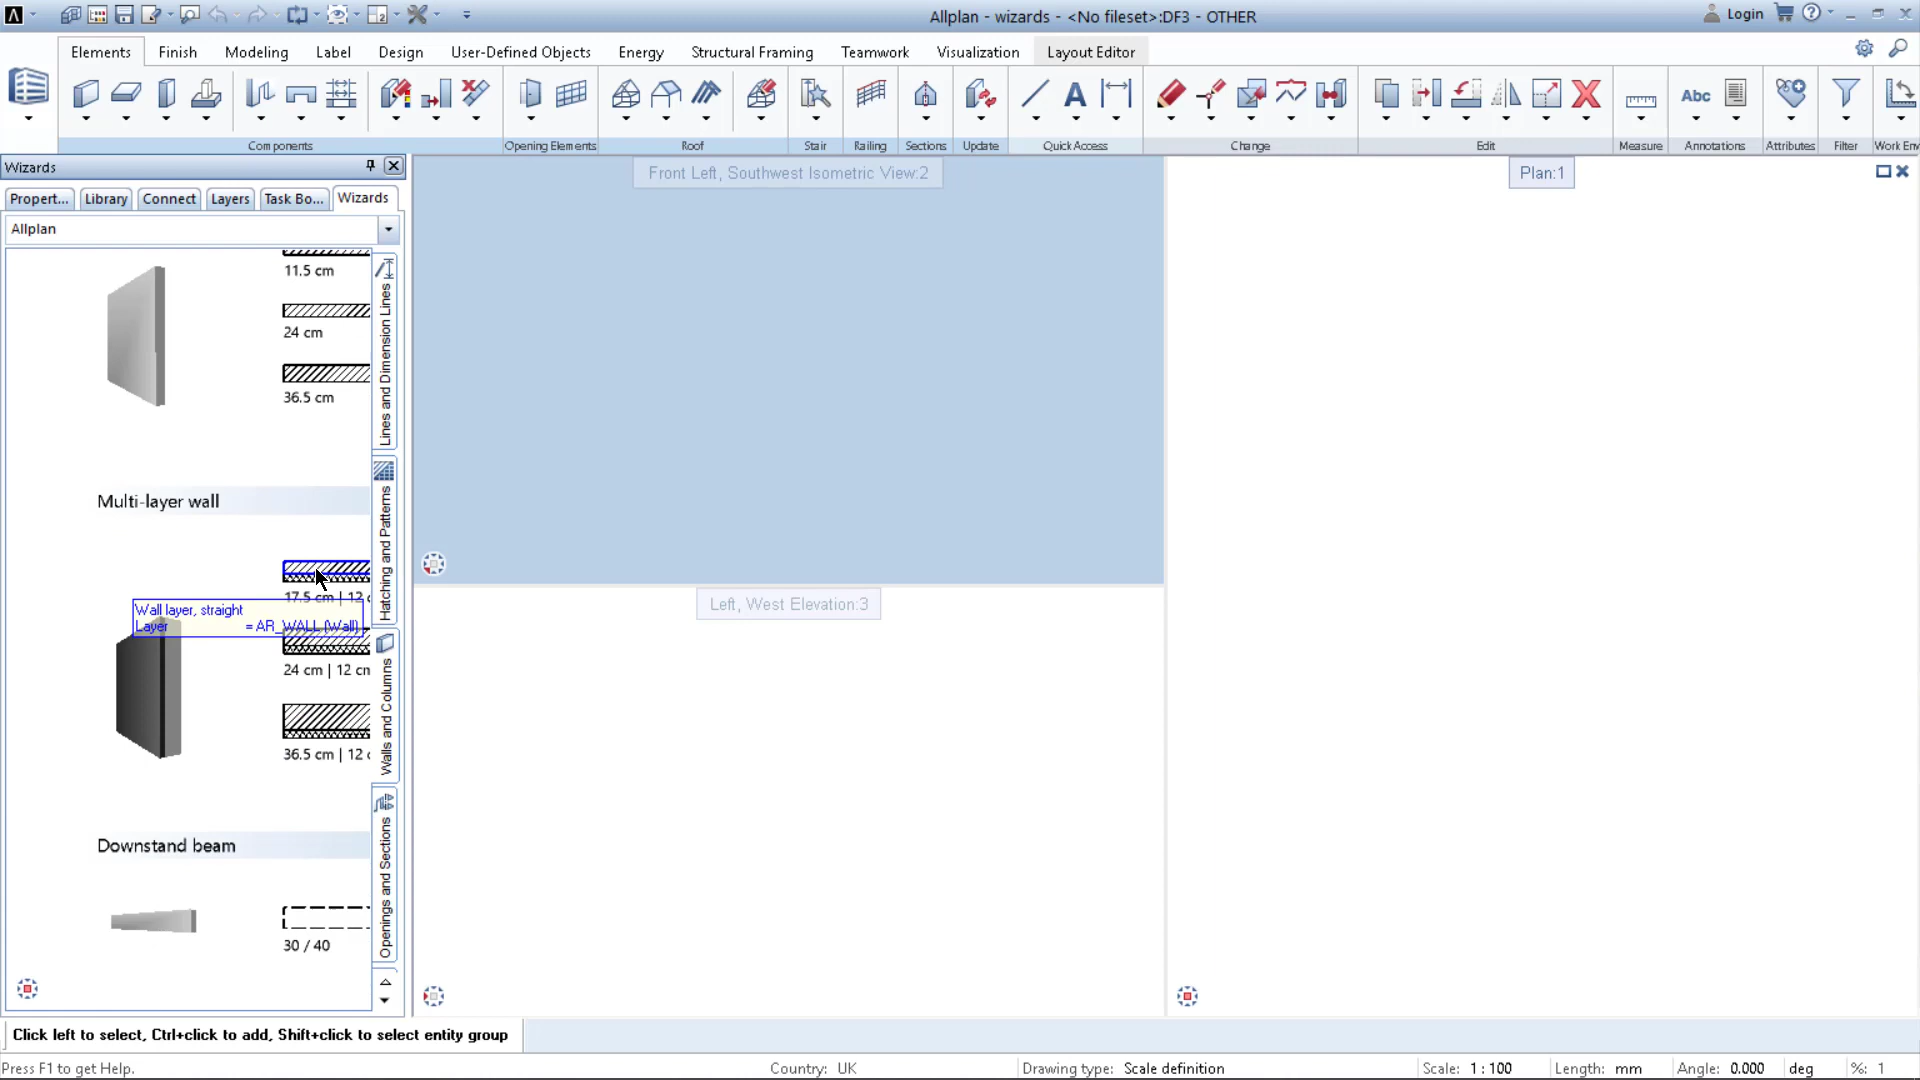 Allplan - wizards - <No fileset>:DF3 - OTHER
Login
Elements Finish Modeling Label Design User-Defined Objects Energy Structural Framing Teamwork Visualization Layout Editor
Abc
Components Opening Elements Roof Stair Railing Sections Update Quick Access Change Edit Measure Annotations Attributes Filter Work Env
Wizards
Propert... Library Connect Layers Task Bo... Wizards
Allplan
11.5 cm
24 cm
36.5 cm
Multi-layer wall
17.5 cm | 12
Wall layer, straight
Layer = AR_WALL (Wall)
24 cm | 12 cm
36.5 cm | 12
Downstand beam
30 / 40
Lines and Dimension Lines
Hatching and Patterns
Walls and Columns
Openings and Sections
Front Left, Southwest Isometric View:2
Plan:1
Left, West Elevation:3
Click left to select, Ctrl+click to add, Shift+click to select entity group
Press F1 to get Help.
Country: UK
Drawing type: Scale definition
Scale: 1:100
Length: mm
Angle: 0.000 deg
%: 1